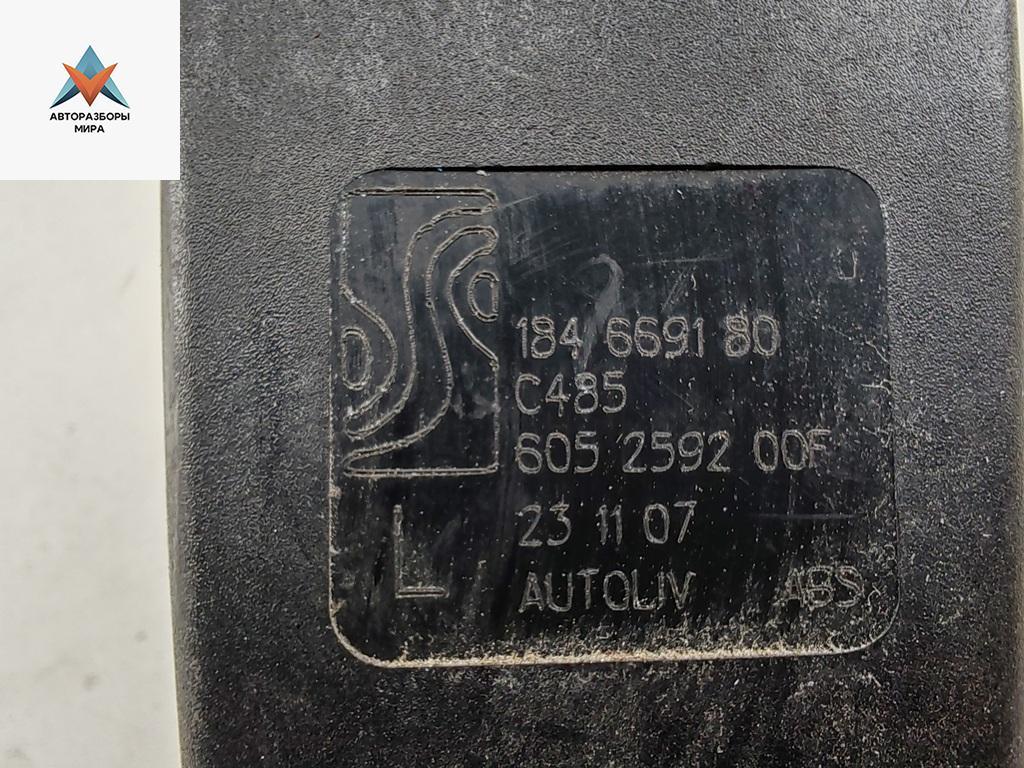 АВТОРАЗБОРЫ
МИРА
184 6691 80
C485
605 2592 00F
23 11 07
L
AUTOLIV ABS